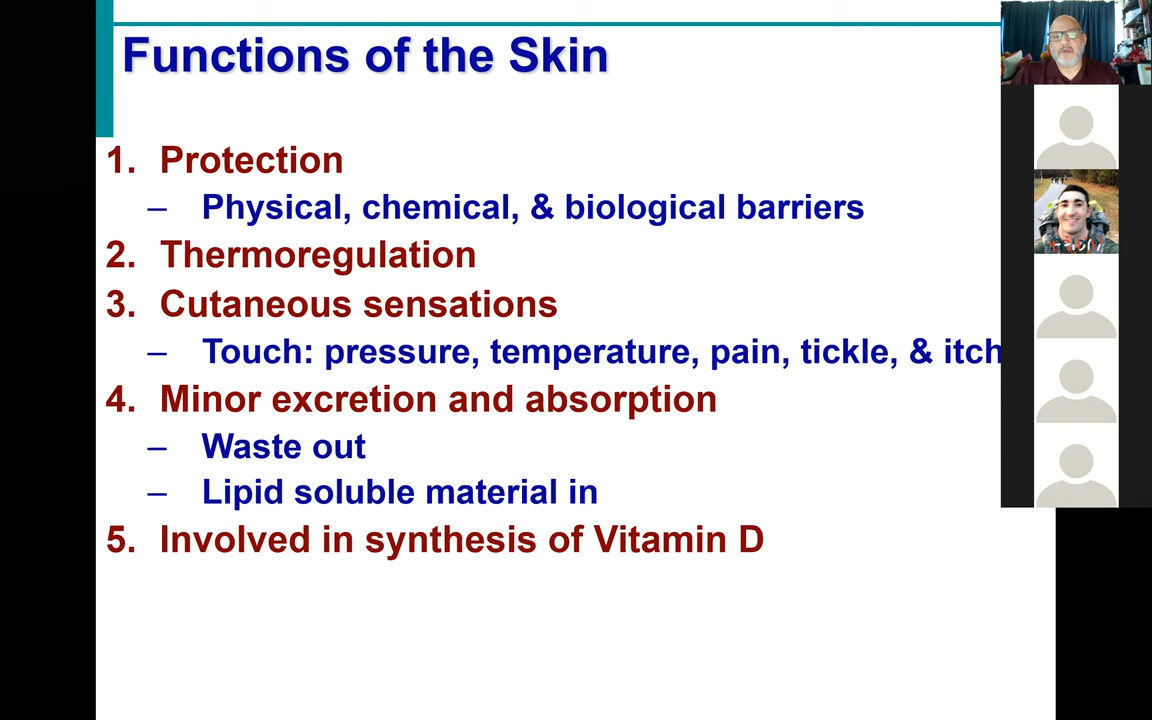 Functions of the Skin
1. Protection
– Physical, chemical, & biological barriers
2. Thermoregulation
3. Cutaneous sensations
– Touch: pressure, temperature, pain, tickle, & itch
4. Minor excretion and absorption
– Waste out
– Lipid soluble material in
5. Involved in synthesis of Vitamin D